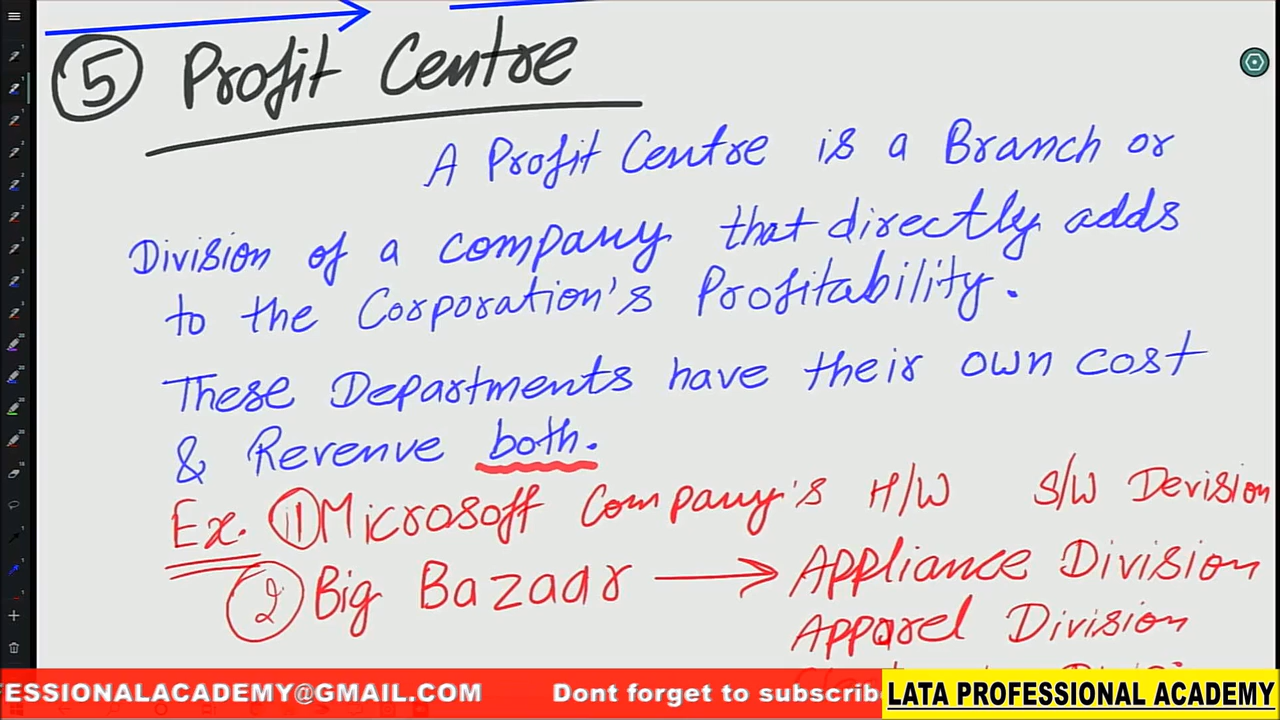 5 Profit Centre
A Profit Centre is a Branch or
Division of a company that directly adds
to the Corporation's Profitability.
These Departments have their own cost
& Revenue both.
Ex. 1) Microsoft Company's H/W S/W Devision
2 Big Bazaar → Appliance Division
Apparel Division
FESSIONALACADEMY@GMAIL.COM Dont forget to subscrib
LATA PROFESSIONAL ACADEMY